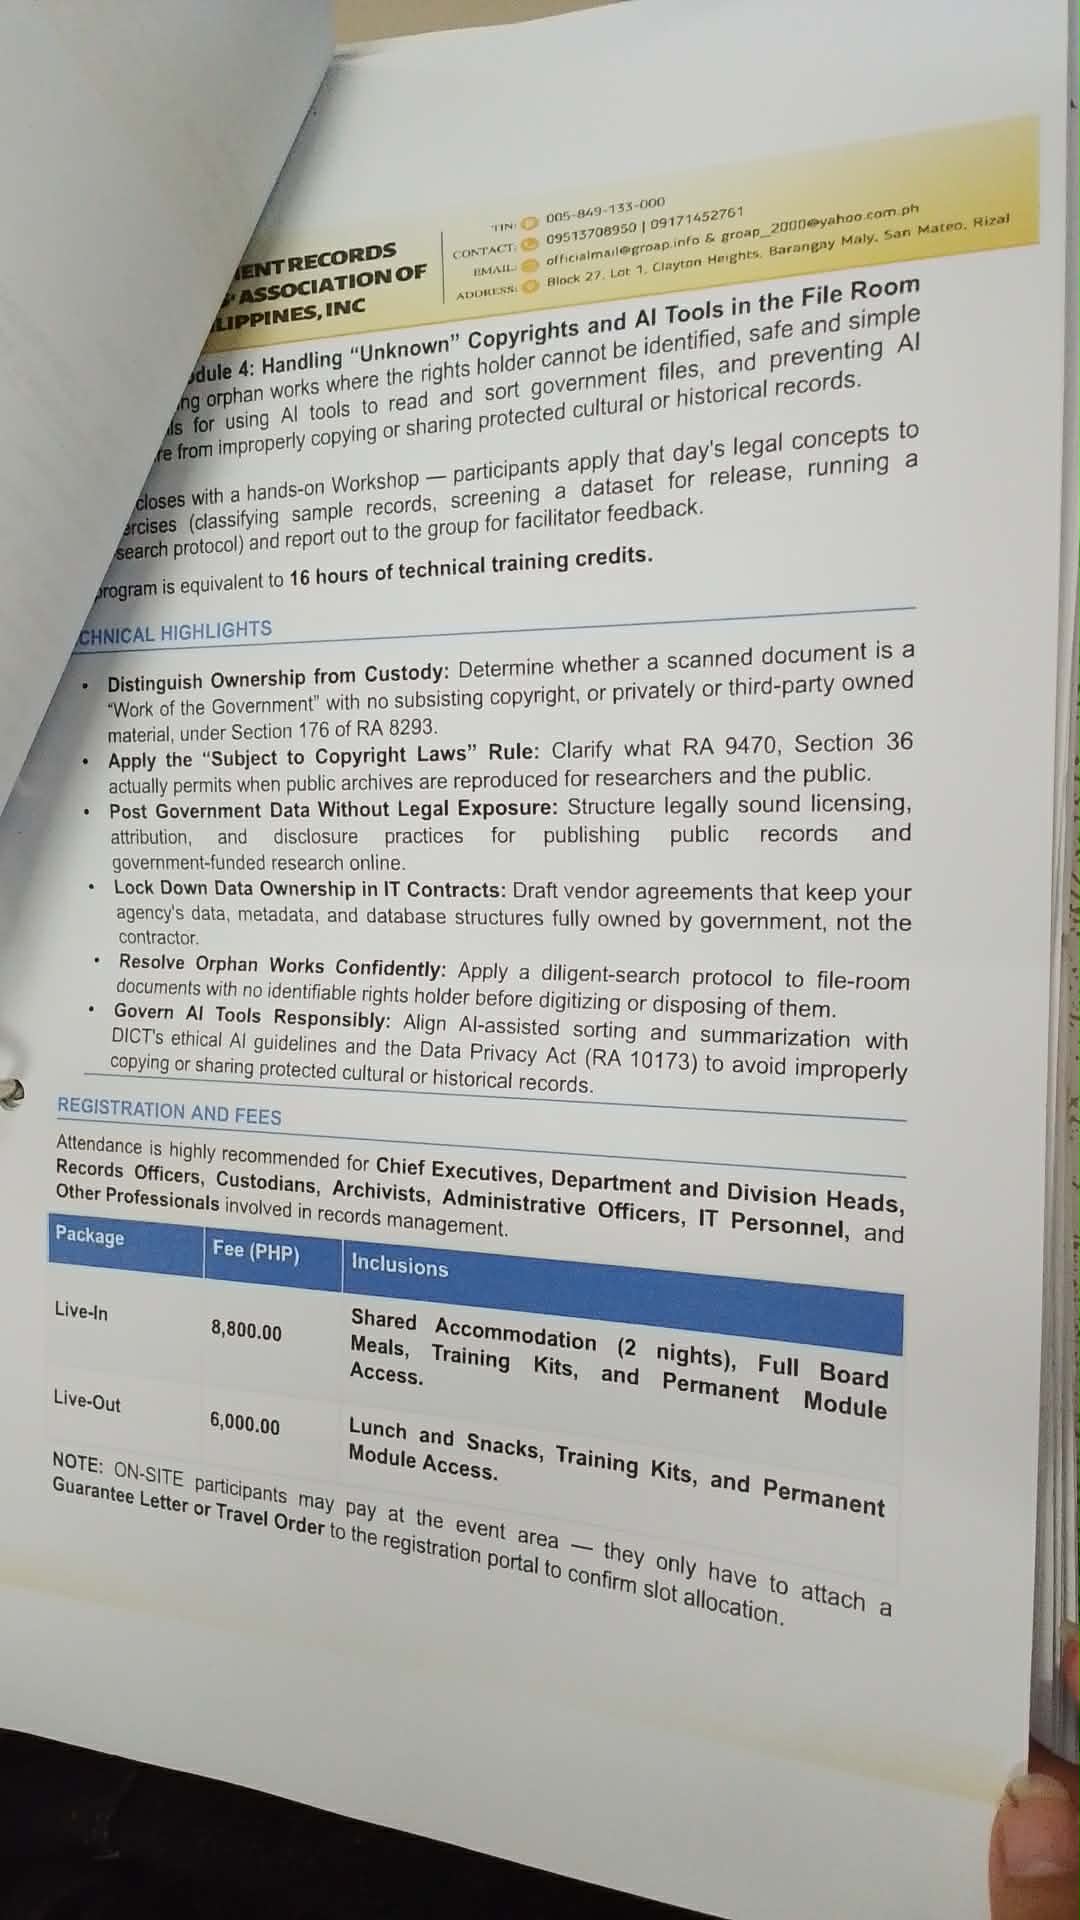 RECORDS
ASSOCIATION OF
INC
TIN: 005-849-133-000
CONTACT: 09513708950 | 09171452761
EMAIL: officialmail@groap.info & groap_2000@yahoo.com.ph
ADDRESS: Block 27, Lot 1, Clayton Heights, Barangay Maly, San Mateo, Rizal
4: Handling “Unknown” Copyrights and AI Tools in the File Room
orphan works where the rights holder cannot be identified, safe and simple
for using AI tools to read and sort government files, and preventing AI
from improperly copying or sharing protected cultural or historical records.
closes with a hands-on Workshop — participants apply that day's legal concepts to
(classifying sample records, screening a dataset for release, running a
search protocol) and report out to the group for facilitator feedback.
program is equivalent to 16 hours of technical training credits.
HIGHLIGHTS
• Distinguish Ownership from Custody: Determine whether a scanned document is a
“Work of the Government” with no subsisting copyright, or privately or third-party owned
material, under Section 176 of RA 8293.
• Apply the “Subject to Copyright Laws” Rule: Clarify what RA 9470, Section 36
actually permits when public archives are reproduced for researchers and the public.
• Post Government Data Without Legal Exposure: Structure legally sound licensing,
attribution, and disclosure practices for publishing public records and
government-funded research online.
• Lock Down Data Ownership in IT Contracts: Draft vendor agreements that keep your
agency's data, metadata, and database structures fully owned by government, not the
contractor.
• Resolve Orphan Works Confidently: Apply a diligent-search protocol to file-room
documents with no identifiable rights holder before digitizing or disposing of them.
• Govern AI Tools Responsibly: Align AI-assisted sorting and summarization with
DICT's ethical AI guidelines and the Data Privacy Act (RA 10173) to avoid improperly
copying or sharing protected cultural or historical records.
REGISTRATION AND FEES
Attendance is highly recommended for Chief Executives, Department and Division Heads,
Records Officers, Custodians, Archivists, Administrative Officers, IT Personnel, and
Other Professionals involved in records management.
Package Fee (PHP) Inclusions
Live-In 8,800.00 Shared Accommodation (2 nights), Full Board
Meals, Training Kits, and Permanent Module
Access.
Live-Out 6,000.00 Lunch and Snacks, Training Kits, and Permanent
Module Access.
NOTE: ON-SITE participants may pay at the event area — they only have to attach a
Guarantee Letter or Travel Order to the registration portal to confirm slot allocation.